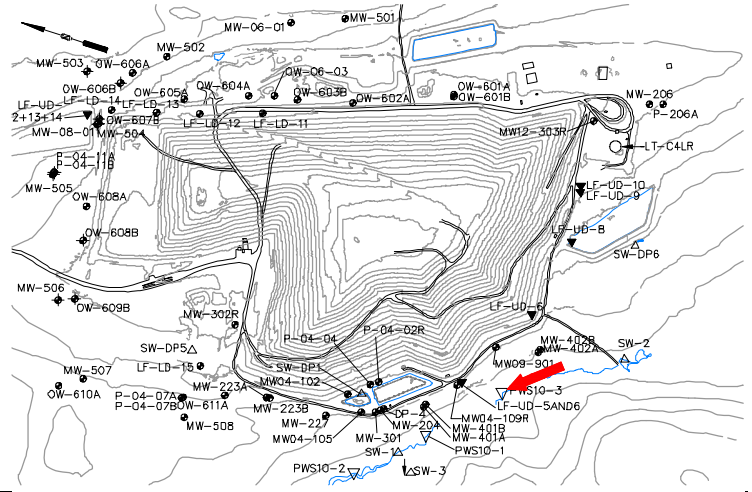 MW-501
MW-06-01
MW-502
MW-503
OW-606A
OW-606B
OW-605A
OW-604A
OW-06-03
OW-603B
OW-602A
OW-601A
OW-601B
MW-206
P-206A
LF-UD-
2+13+14
LF-LD-14
LF-LD-13
LF-LD-12
LF-LD-11
OW-607B
MW-08-01
MW-504
MW12-303R
LT-C4LR
P-04-11A
P-04-11B
MW-505
OW-608A
OW-608B
LF-UD-10
LF-UD-9
LF-UD-8
SW-DP6
MW-506
OW-609B
MW-302R
LF-UD-6
P-04-04
P-04-02R
SW-DP5
SW-DP1
MW-402B
MW-402A
SW-2
MW09-901
LF-LD-15
MW-507
OW-610A
MW-223A
MW04-102
PWS10-3
P-04-07A
P-04-07B
OW-611A
MW-223B
LF-UD-5AND6
MW04-109R
MW-508
MW-227
DP-4
MW-204
MW-401B
MW-401A
MW04-105
MW-301
SW-1
PWS10-1
PWS10-2
SW-3